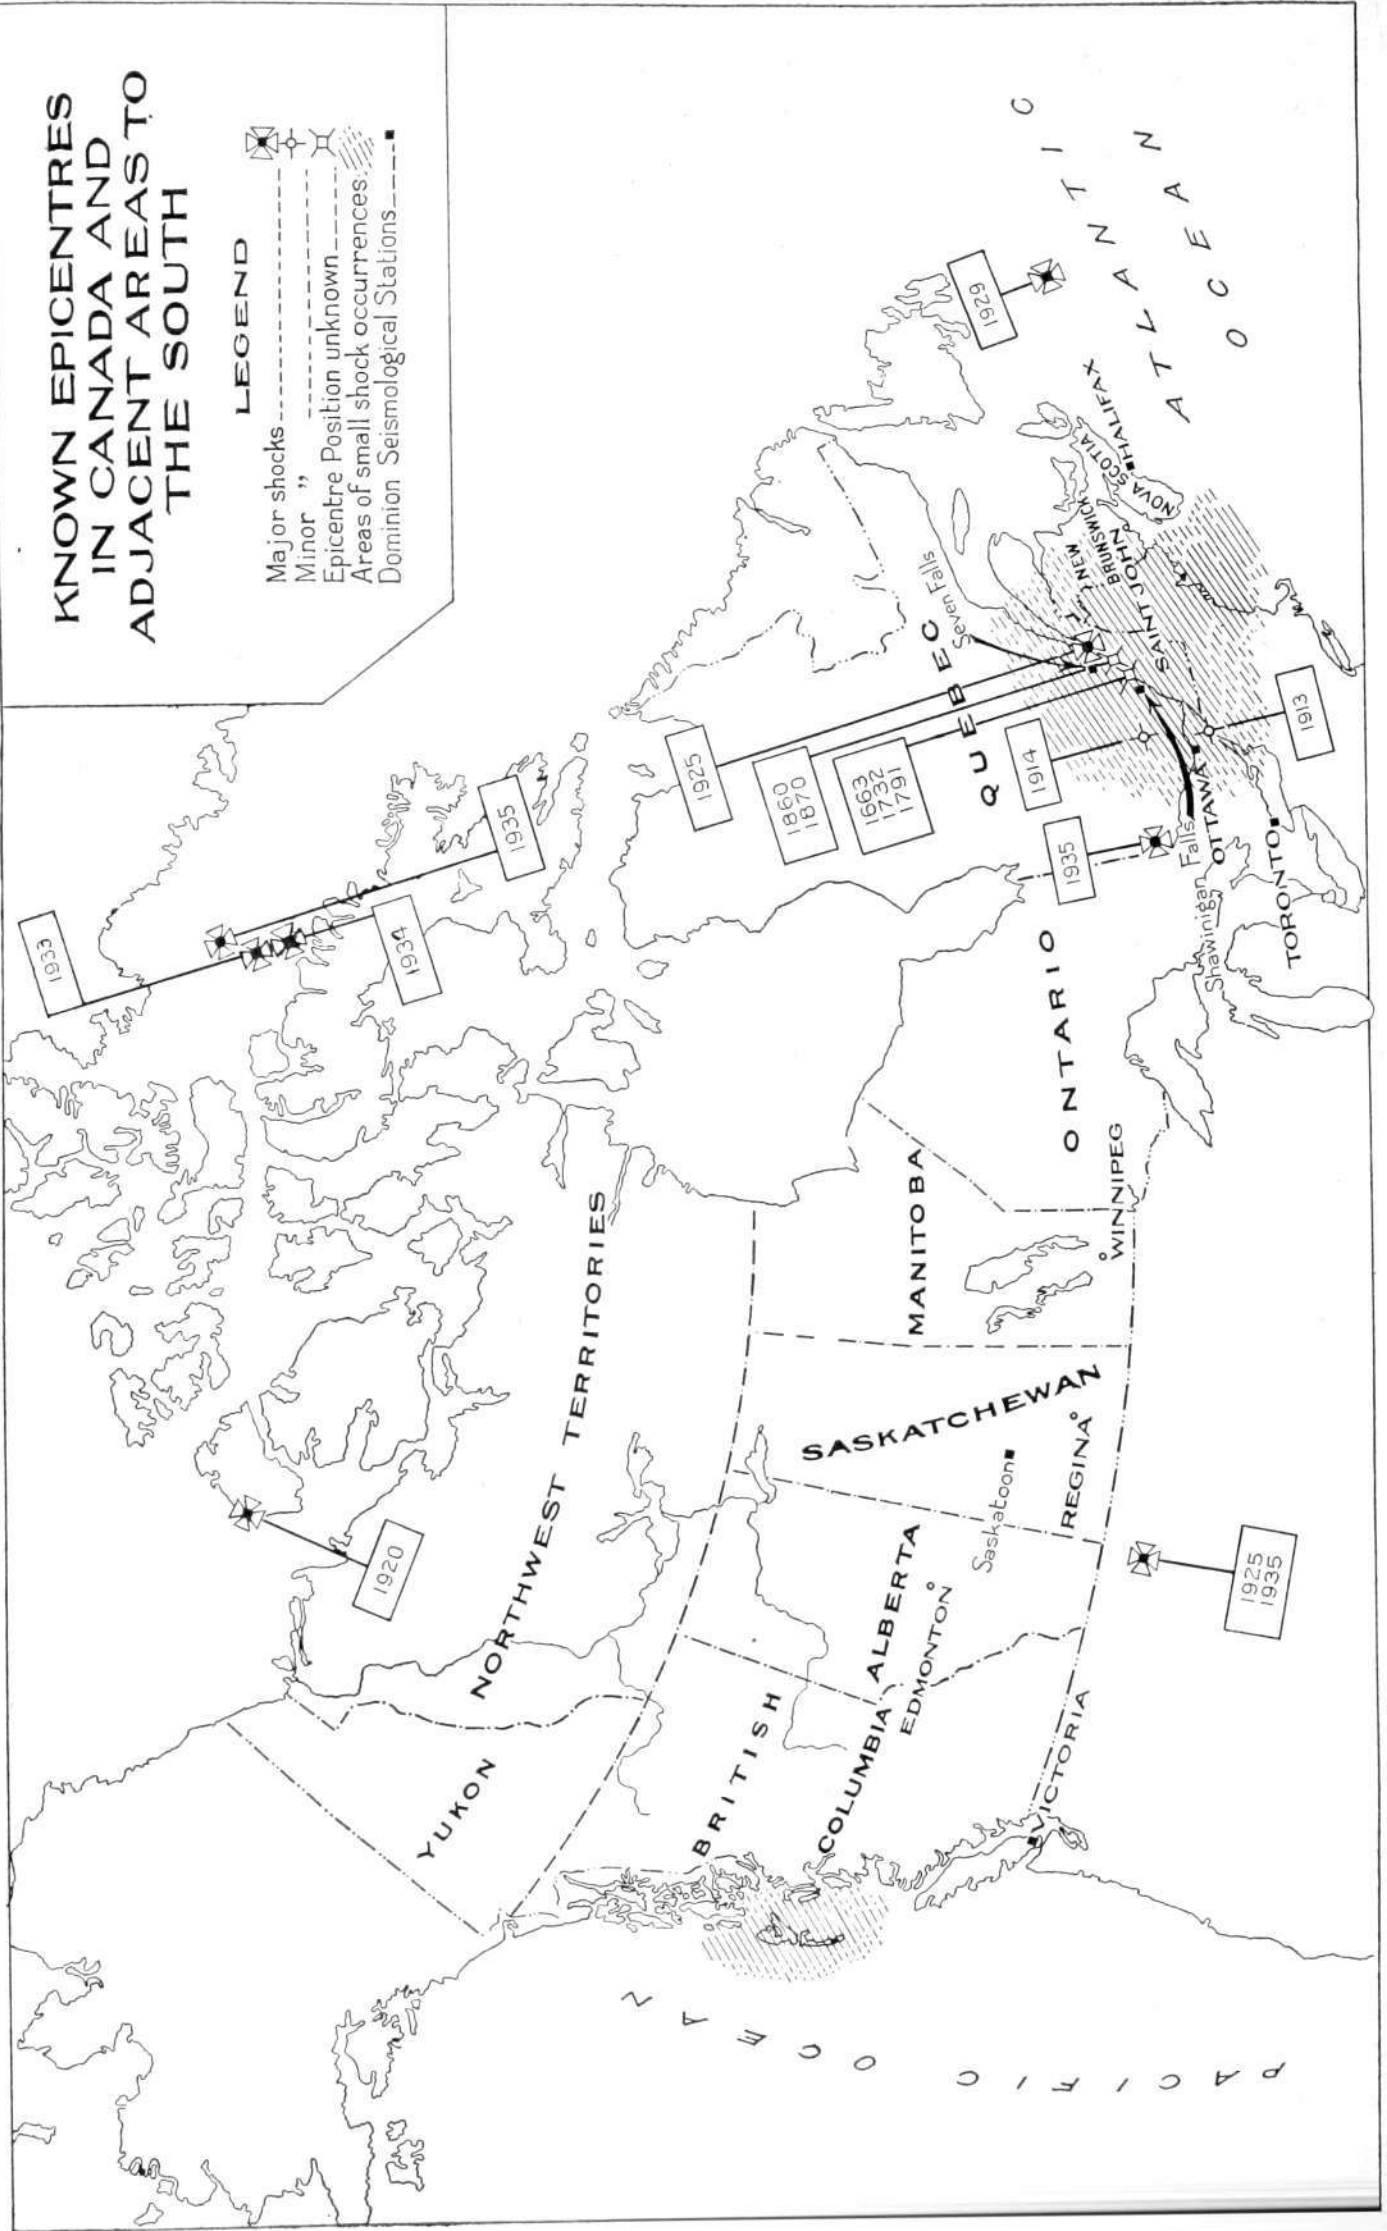 KNOWN EPICENTRES
IN CANADA AND
ADJACENT AREAS TO
THE SOUTH
LEGEND
Major shocks
Minor "
Epicentre Position unknown
Areas of small shock occurrences
Dominion Seismological Stations
1933
1935
1934
1920
1925
1860
1870
1663
1732
1791
1914
1935
1929
1913
1925
1935
YUKON
NORTHWEST TERRITORIES
BRITISH
COLUMBIA
ALBERTA
EDMONTON
SASKATCHEWAN
Saskatoon
REGINA
MANITOBA
WINNIPEG
ONTARIO
QUEBEC
Seven Falls
NEW
BRUNSWICK
SAINT JOHN
NOVA SCOTIA
HALIFAX
Shawinigan Falls
OTTAWA
TORONTO
VICTORIA
PACIFIC OCEAN
ATLANTIC
OCEAN